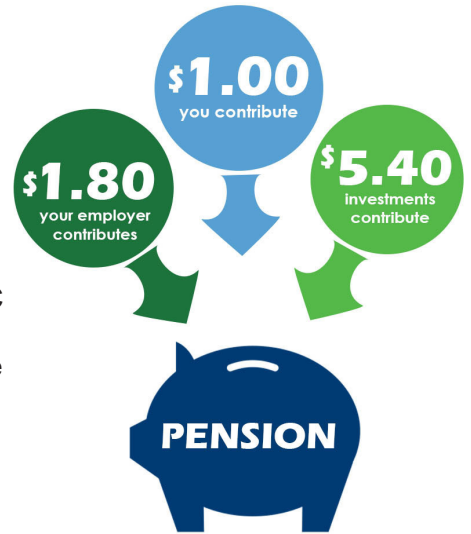 $1.00
you contribute
$1.80
your employer
contributes
$5.40
investments
contribute
PENSION